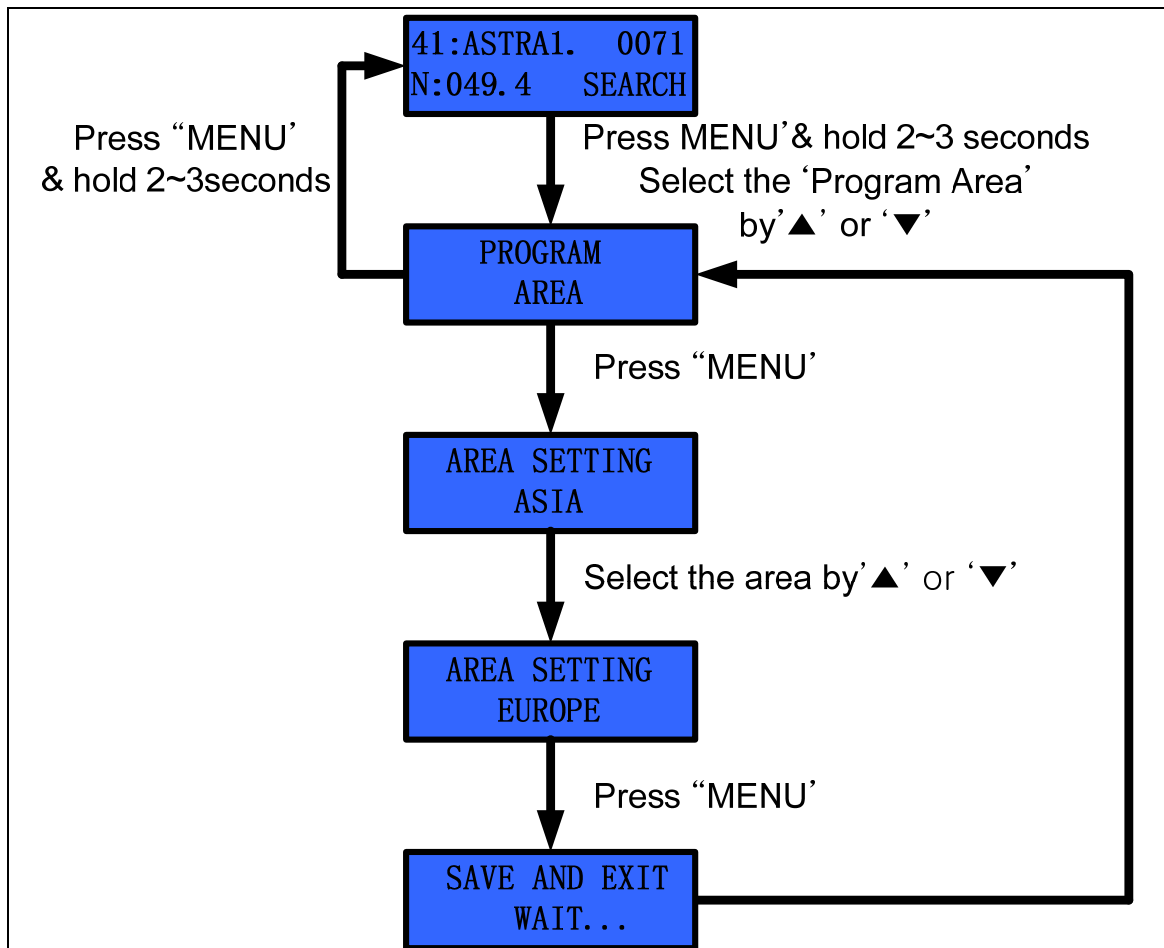 41:ASTRA1. 0071
N:049.4 SEARCH
Press “MENU’
& hold 2~3seconds
Press MENU’& hold 2~3 seconds
Select the ‘Program Area’
by’▲’ or ‘▼’
PROGRAM
AREA
Press “MENU’
AREA SETTING
ASIA
Select the area by’▲’ or ‘▼’
AREA SETTING
EUROPE
Press “MENU’
SAVE AND EXIT
WAIT...